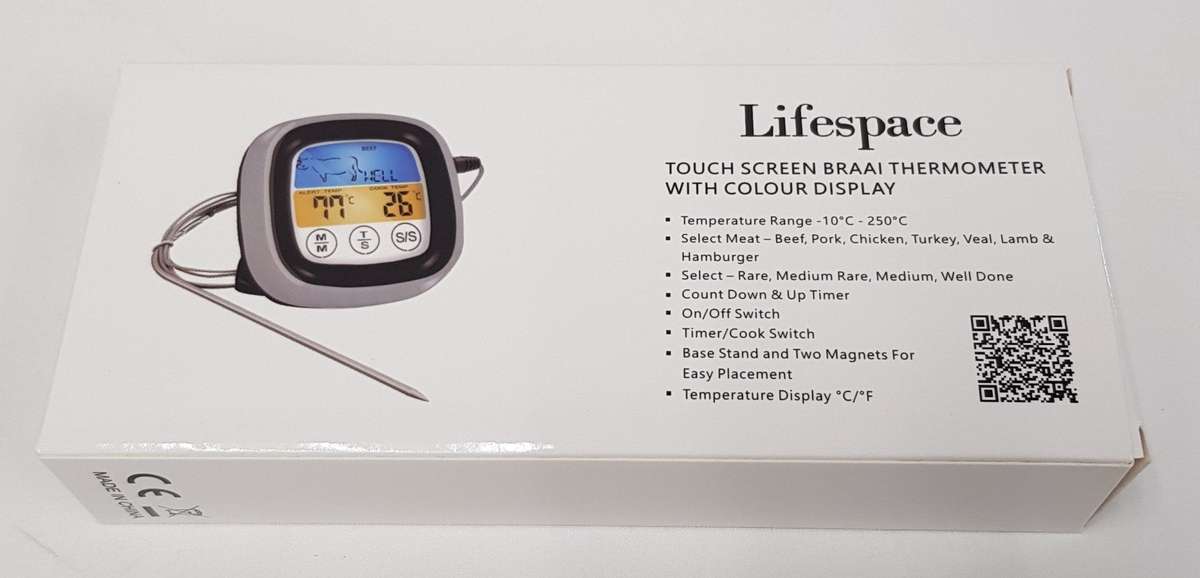 Lifespace
TOUCH SCREEN BRAAI THERMOMETER
WITH COLOUR DISPLAY
▪ Temperature Range -10°C - 250°C
▪ Select Meat – Beef, Pork, Chicken, Turkey, Veal, Lamb &
Hamburger
▪ Select – Rare, Medium Rare, Medium, Well Done
▪ Count Down & Up Timer
▪ On/Off Switch
▪ Timer/Cook Switch
▪ Base Stand and Two Magnets For
Easy Placement
▪ Temperature Display °C/°F
BEEF
WELL
ALERT TEMP COOK TEMP
77°C 26°C
M/M T/S S/S
CE
MADE IN CHINA